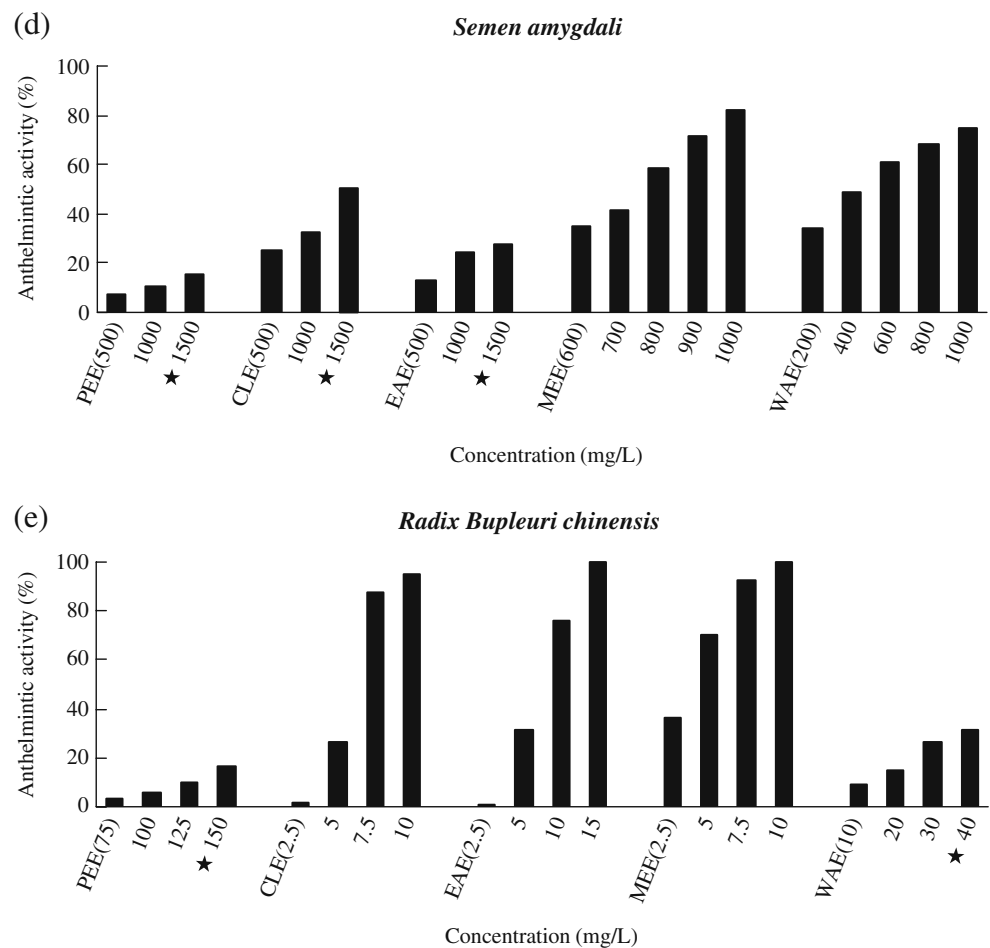 (d)
Semen amygdali
Anthelmintic activity (%)
100
80
60
40
20
0
PEE(500)
1000
★ 1500
CLE(500)
1000
★ 1500
EAE(500)
1000
★ 1500
MEE(600)
700
800
900
1000
WAE(200)
400
600
800
1000
Concentration (mg/L)
(e)
Radix Bupleuri chinensis
Anthelmintic activity (%)
100
80
60
40
20
0
PEE(75)
100
125
★ 150
CLE(2.5)
5
7.5
10
EAE(2.5)
5
10
15
MEE(2.5)
5
7.5
10
WAE(10)
20
30
★ 40
Concentration (mg/L)